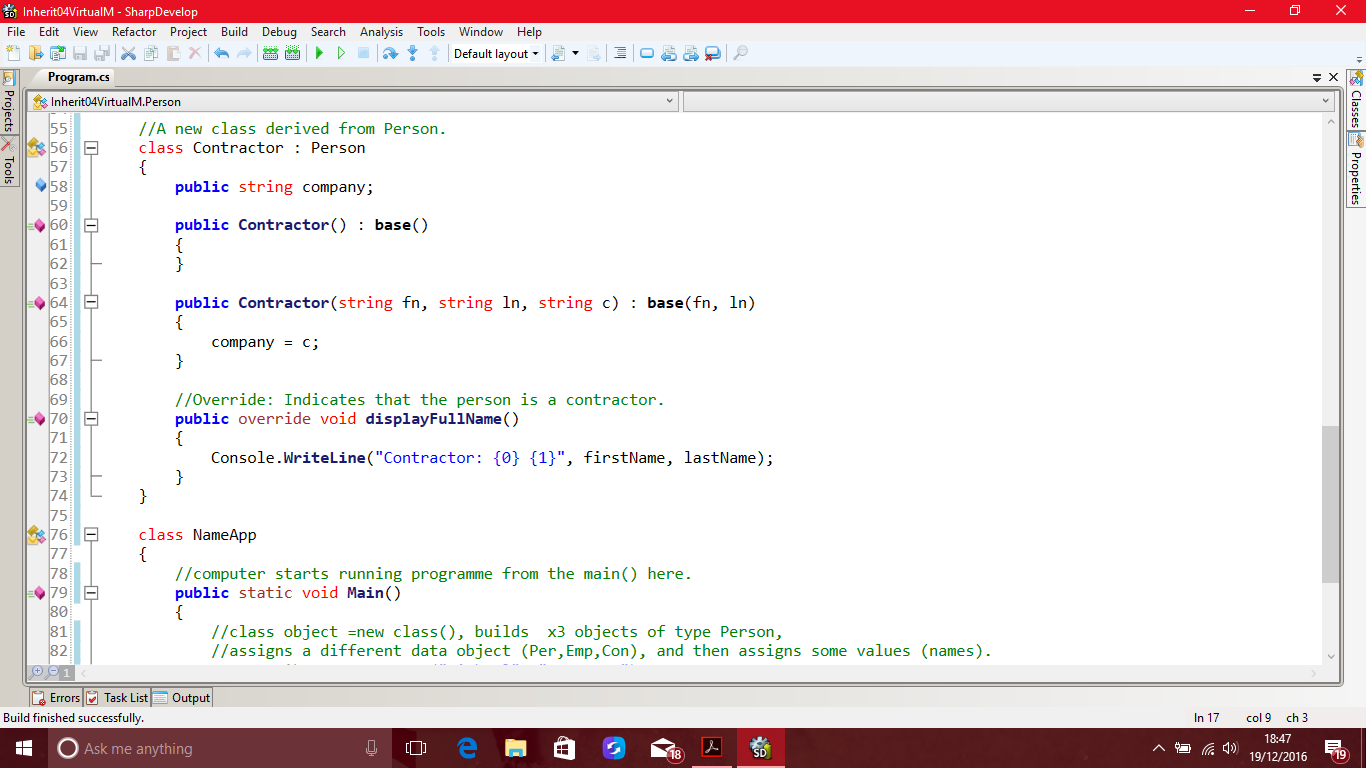 Inherit04VirtualM - SharpDevelop
File Edit View Refactor Project Build Debug Search Analysis Tools Window Help
Default layout
Program.cs
Projects
Tools
Classes
Properties
Inherit04VirtualM.Person
55 //A new class derived from Person.
56 class Contractor : Person
57 {
58 public string company;
59
60 public Contractor() : base()
61 {
62 }
63
64 public Contractor(string fn, string ln, string c) : base(fn, ln)
65 {
66 company = c;
67 }
68
69 //Override: Indicates that the person is a contractor.
70 public override void displayFullName()
71 {
72 Console.WriteLine("Contractor: {0} {1}", firstName, lastName);
73 }
74 }
75
76 class NameApp
77 {
78 //computer starts running programme from the main() here.
79 public static void Main()
80 {
81 //class object =new class(), builds  x3 objects of type Person,
82 //assigns a different data object (Per,Emp,Con), and then assigns some values (names).
1
Errors Task List Output
Build finished successfully. ln 17 col 9 ch 3
Ask me anything
18
SD
18:47
19/12/2016
19